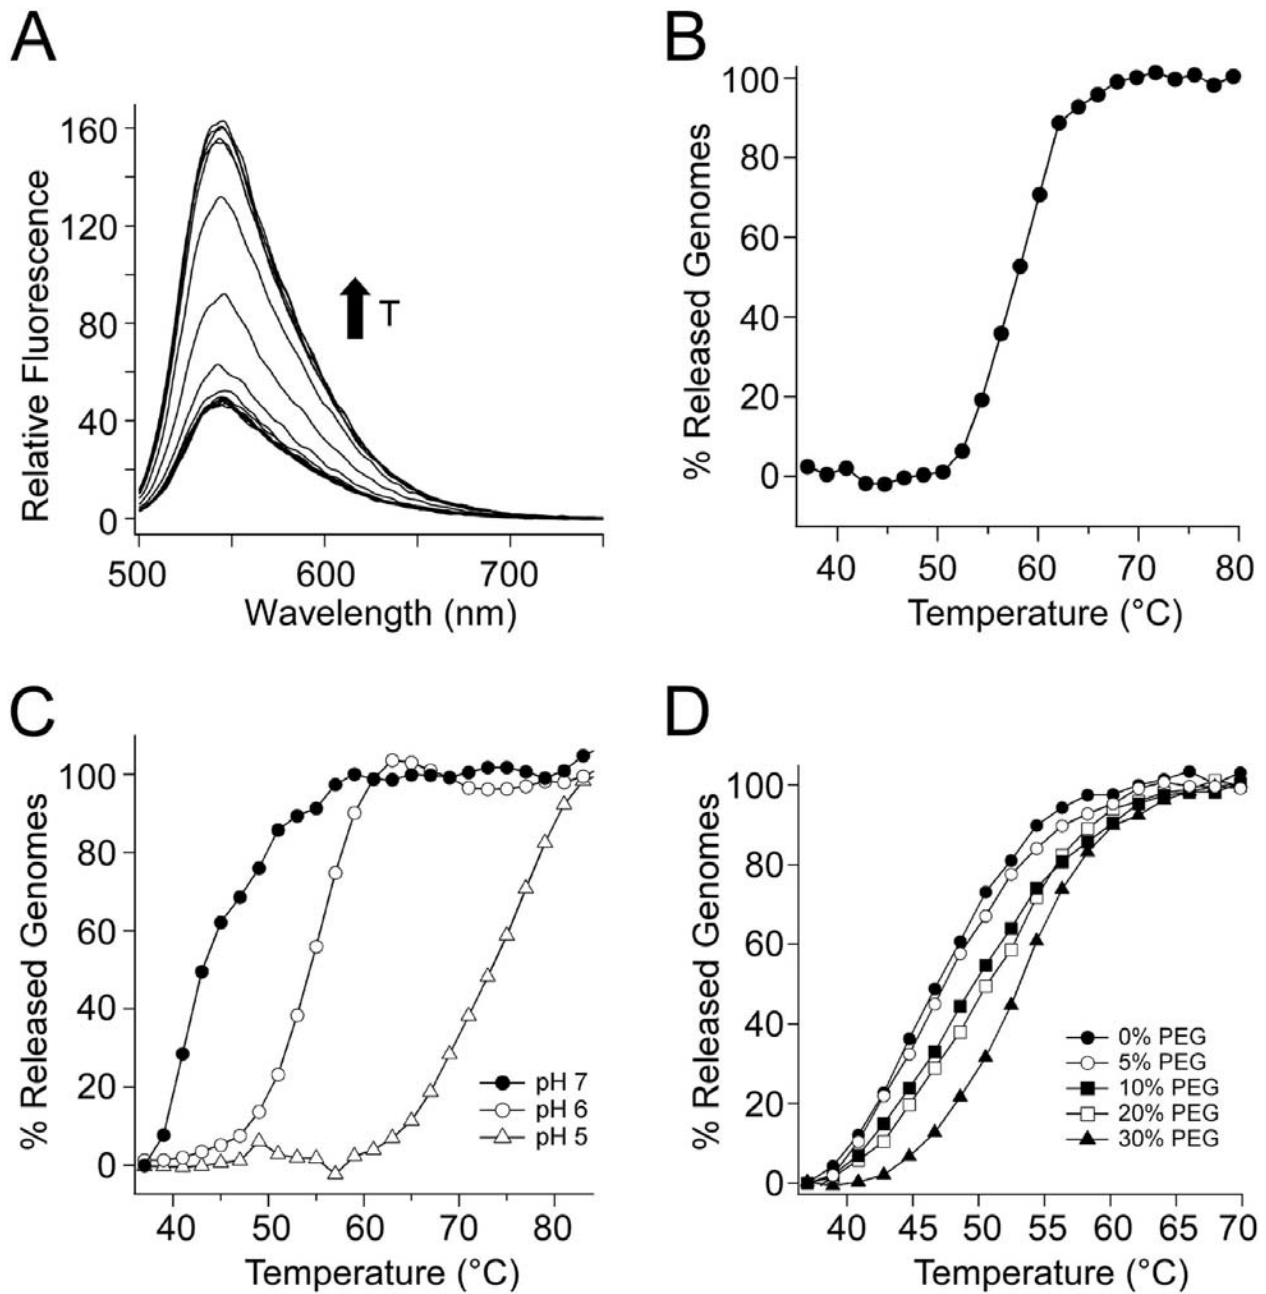 A
Relative Fluorescence
160
120
80
40
0
T
500
600
700
Wavelength (nm)
B
% Released Genomes
100
80
60
40
20
0
40
50
60
70
80
Temperature (°C)
C
% Released Genomes
100
80
60
40
20
0
pH 7
pH 6
pH 5
40
50
60
70
80
Temperature (°C)
D
% Released Genomes
100
80
60
40
20
0
0% PEG
5% PEG
10% PEG
20% PEG
30% PEG
40
45
50
55
60
65
70
Temperature (°C)